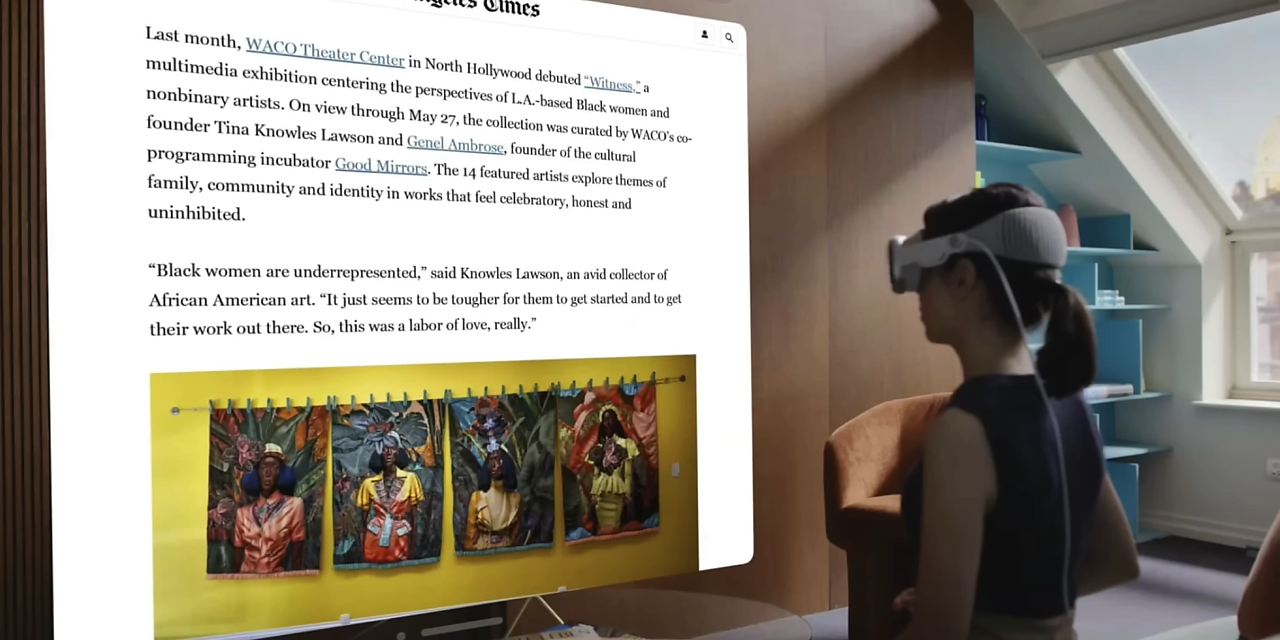 Times
Last month, WACO Theater Center in North Hollywood debuted “Witness,” a
multimedia exhibition centering the perspectives of L.A.-based Black women and
nonbinary artists. On view through May 27, the collection was curated by WACO’s co-
founder Tina Knowles Lawson and Genel Ambrose, founder of the cultural
programming incubator Good Mirrors. The 14 featured artists explore themes of
family, community and identity in works that feel celebratory, honest and
uninhibited.
“Black women are underrepresented,” said Knowles Lawson, an avid collector of
African American art. “It just seems to be tougher for them to get started and to get
their work out there. So, this was a labor of love, really.”